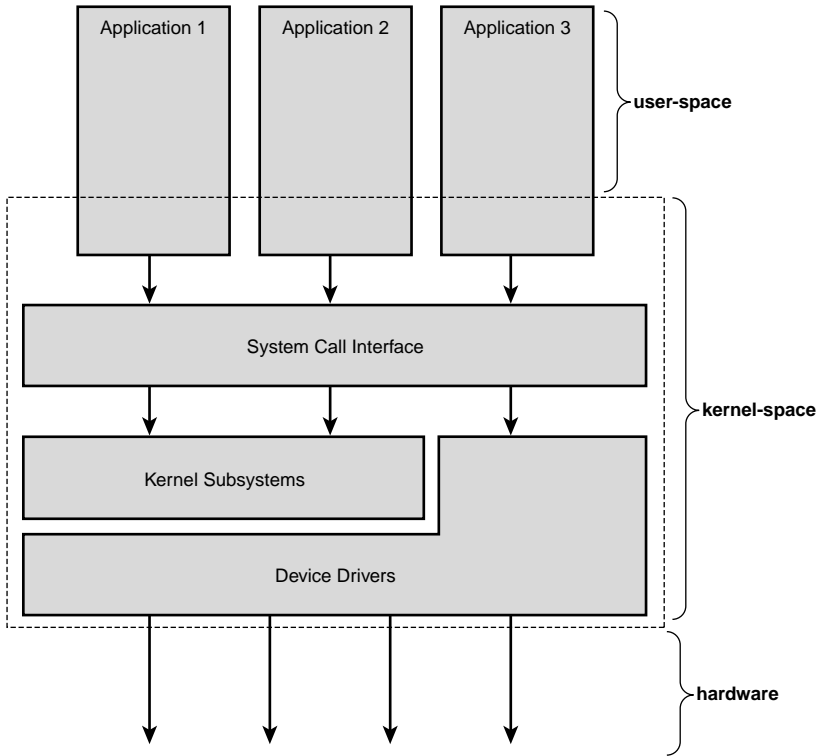 Application 1
Application 2
Application 3
user-space
System Call Interface
kernel-space
Kernel Subsystems
Device Drivers
hardware